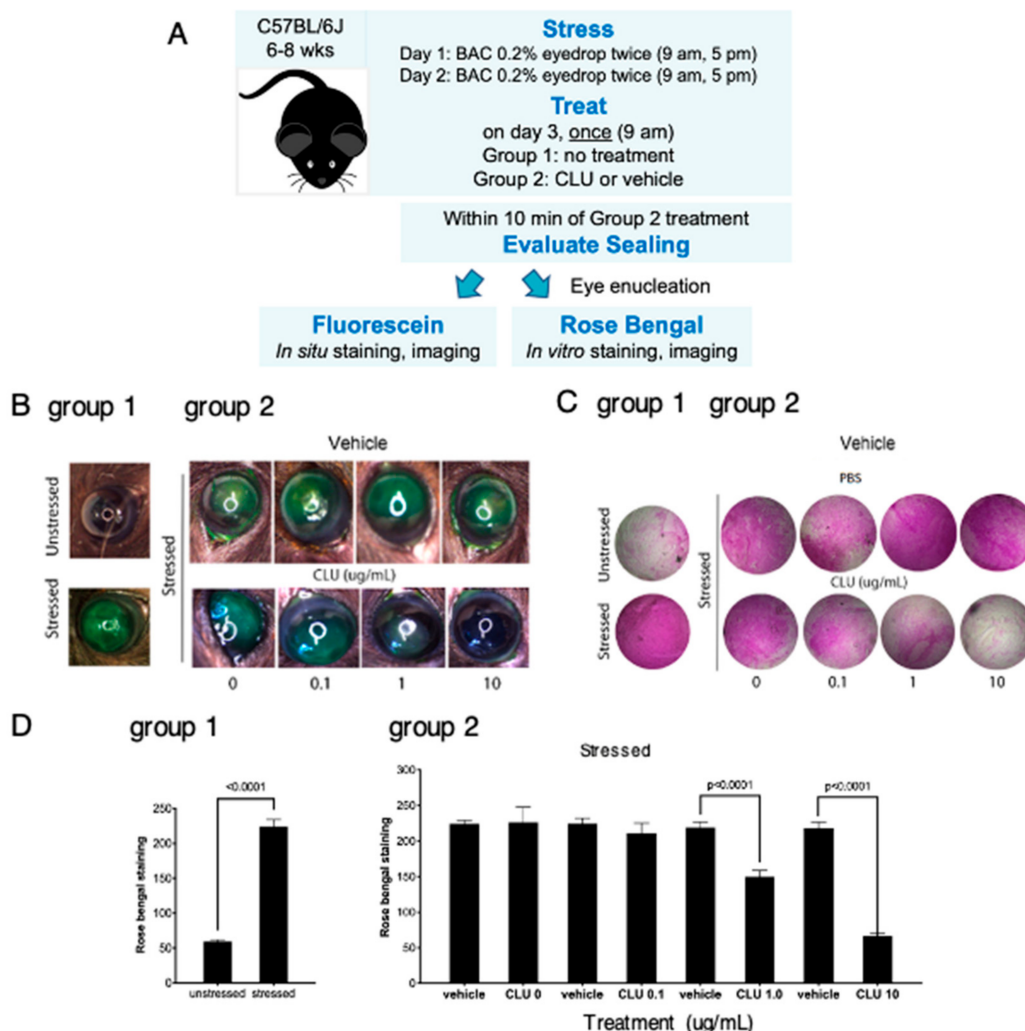 A
C57BL/6J
6-8 wks
Stress
Day 1: BAC 0.2% eyedrop twice (9 am, 5 pm)
Day 2: BAC 0.2% eyedrop twice (9 am, 5 pm)
Treat
on day 3, once (9 am)
Group 1: no treatment
Group 2: CLU or vehicle
Within 10 min of Group 2 treatment
Evaluate Sealing
Eye enucleation
Fluorescein
In situ staining, imaging
Rose Bengal
In vitro staining, imaging
B group 1 group 2
Vehicle
Unstressed
Stressed
Stressed
CLU (ug/mL)
0 0.1 1 10
C group 1 group 2
Vehicle
PBS
Unstressed
Stressed
Stressed
CLU (ug/mL)
0 0.1 1 10
D group 1
<0.0001
Rose bengal staining
250
200
150
100
50
0
unstressed stressed
group 2
Stressed
p<0.0001 p<0.0001
Rose bengal staining
300
250
200
150
100
50
0
vehicle CLU 0 vehicle CLU 0.1 vehicle CLU 1.0 vehicle CLU 10
Treatment (ug/mL)